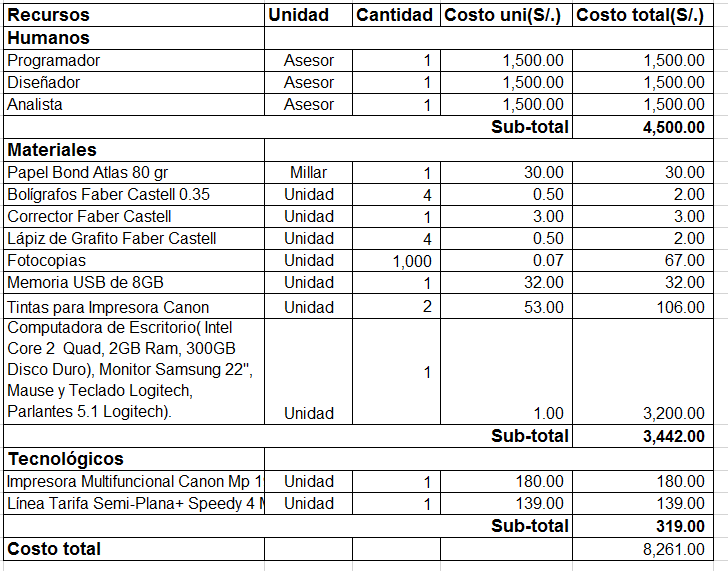 Recursos Unidad Cantidad Costo uni(S/.) Costo total(S/.)
Humanos
Programador Asesor 1 1,500.00 1,500.00
Diseñador Asesor 1 1,500.00 1,500.00
Analista Asesor 1 1,500.00 1,500.00
Sub-total 4,500.00
Materiales
Papel Bond Atlas 80 gr Millar 1 30.00 30.00
Bolígrafos Faber Castell 0.35 Unidad 4 0.50 2.00
Corrector Faber Castell Unidad 1 3.00 3.00
Lápiz de Grafito Faber Castell Unidad 4 0.50 2.00
Fotocopias Unidad 1,000 0.07 67.00
Memoria USB de 8GB Unidad 1 32.00 32.00
Tintas para Impresora Canon Unidad 2 53.00 106.00
Computadora de Escritorio( Intel
Core 2 Quad, 2GB Ram, 300GB
Disco Duro), Monitor Samsung 22", 1
Mause y Teclado Logitech,
Parlantes 5.1 Logitech). Unidad 1.00 3,200.00
Sub-total 3,442.00
Tecnológicos
Impresora Multifuncional Canon Mp 1 Unidad 1 180.00 180.00
Línea Tarifa Semi-Plana+ Speedy 4 Unidad 1 139.00 139.00
Sub-total 319.00
Costo total 8,261.00